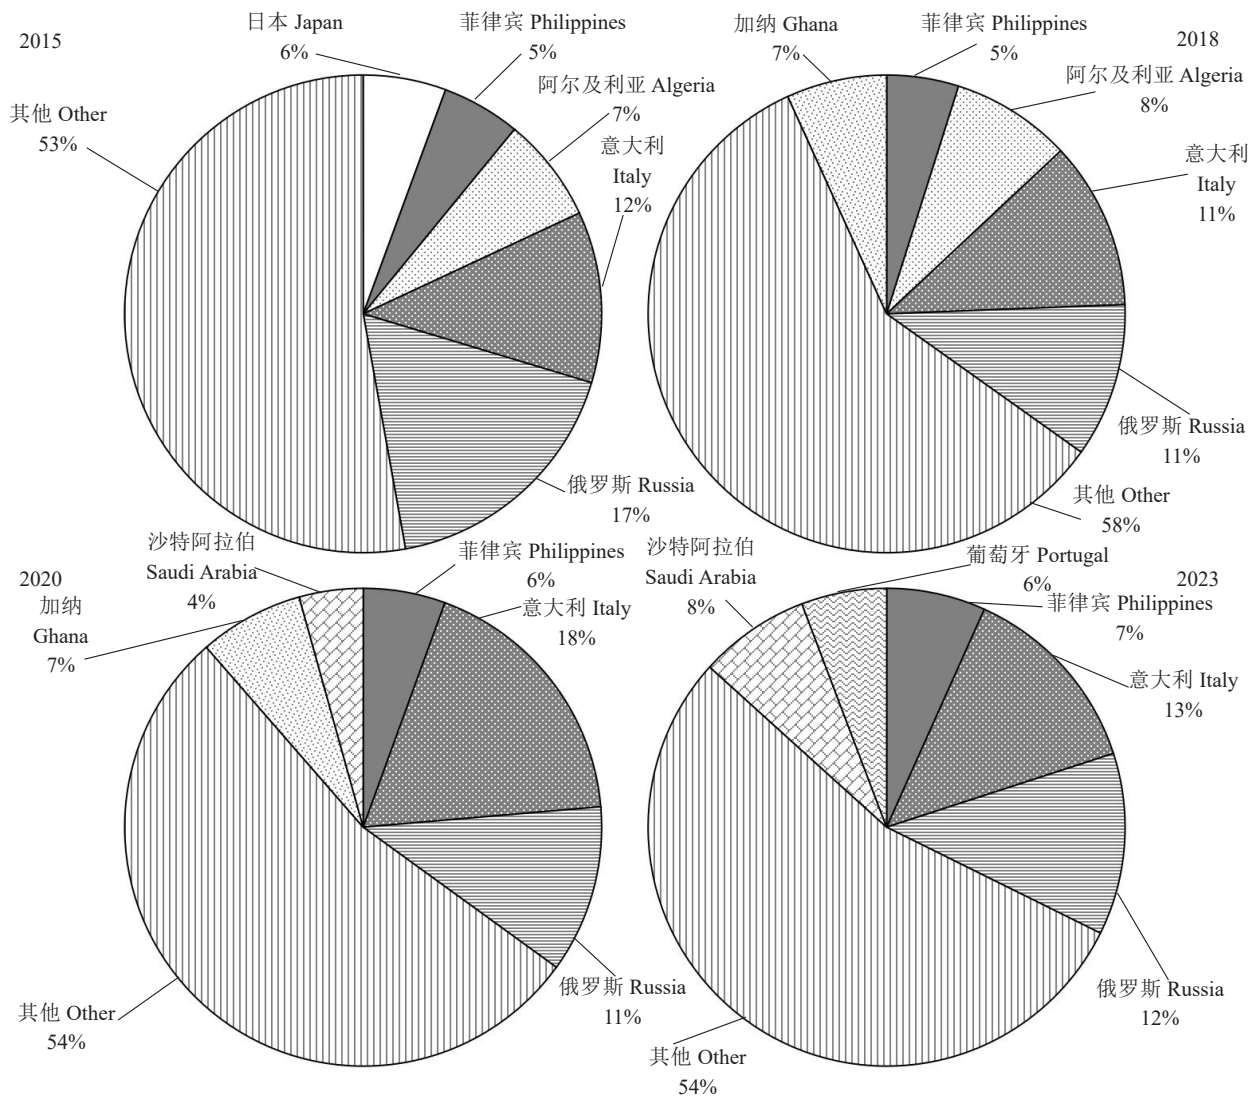 2015
日本 Japan
6%
菲律宾 Philippines
5%
阿尔及利亚 Algeria
7%
意大利
Italy
12%
俄罗斯 Russia
17%
其他 Other
53%
2018
加纳 Ghana
7%
菲律宾 Philippines
5%
阿尔及利亚 Algeria
8%
意大利
Italy
11%
俄罗斯 Russia
11%
其他 Other
58%
2020
加纳
Ghana
7%
沙特阿拉伯
Saudi Arabia
4%
菲律宾 Philippines
6%
意大利 Italy
18%
俄罗斯 Russia
11%
其他 Other
54%
2023
沙特阿拉伯
Saudi Arabia
8%
葡萄牙 Portugal
6%
菲律宾 Philippines
7%
意大利 Italy
13%
俄罗斯 Russia
12%
其他 Other
54%